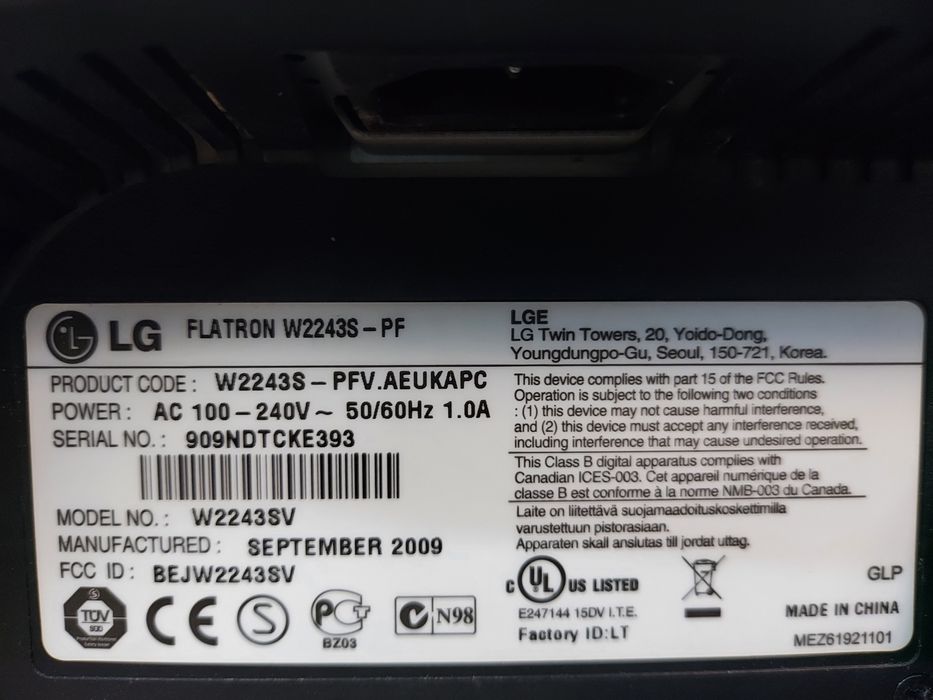 LG FLATRON W2243S-PF
LGE
LG Twin Towers, 20, Yoido-Dong,
Youngdungpo-Gu, Seoul, 150-721, Korea.
PRODUCT CODE : W2243S-PFV.AEUKAPC
POWER : AC 100-240V~ 50/60Hz 1.0A
SERIAL NO. : 909NDTCKE393
MODEL NO. : W2243SV
MANUFACTURED : SEPTEMBER 2009
FCC ID : BEJW2243SV
This device complies with part 15 of the FCC Rules.
Operation is subject to the following two conditions
: (1) this device may not cause harmful interference,
and (2) this device must accept any interference received,
including interference that may cause undesired operation.
This Class B digital apparatus complies with
Canadian ICES-003. Cet appareil numérique de la
classe B est conforme à la norme NMB-003 du Canada.
Laite on liitettävä suojamaadoituskoskettimilla
varustettuun pistorasiaan.
Apparaten skall anslutas till jordat uttag.
TÜV
CE
S
PCT
BZ03
N98
C UL US LISTED
E247144 15DV I.T.E.
Factory ID:LT
GLP
MADE IN CHINA
MEZ61921101